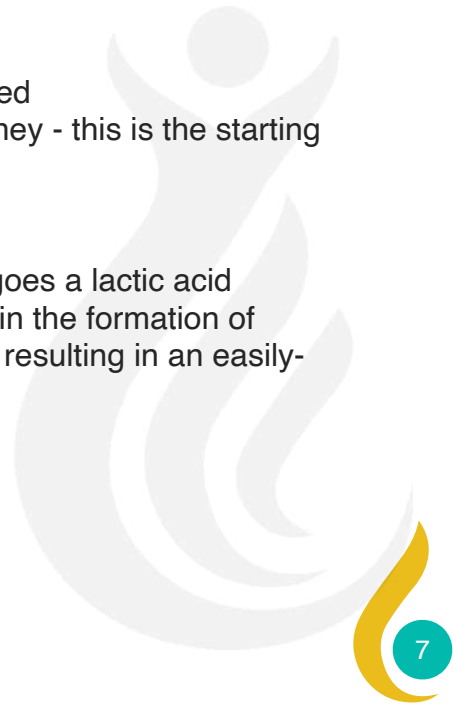 ed
ney - this is the starting
goes a lactic acid
in the formation of
resulting in an easily-
7